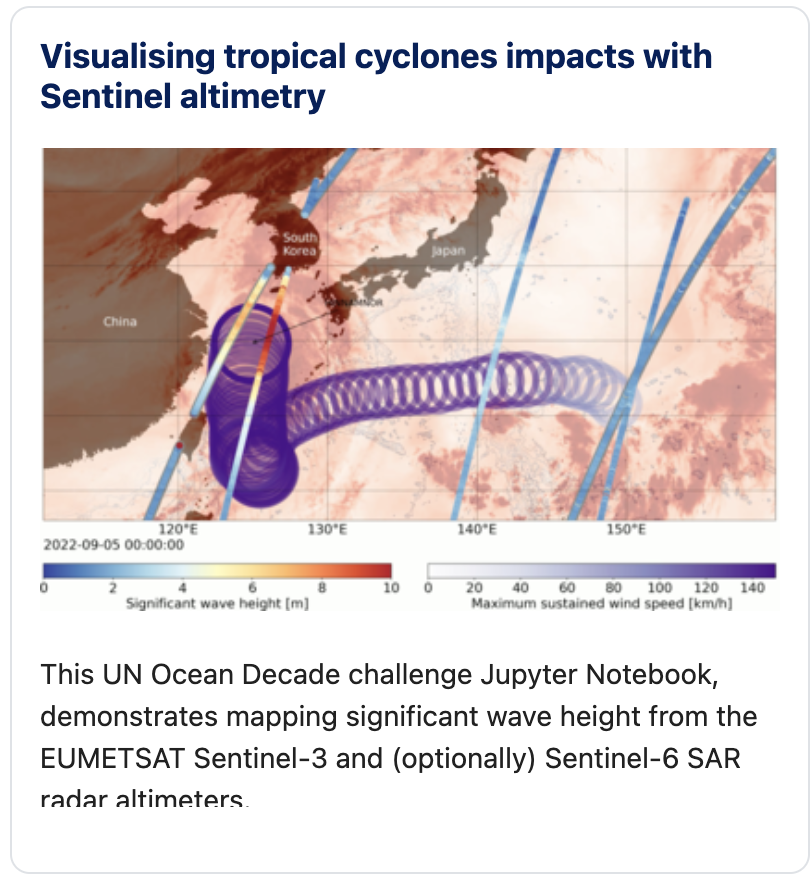 Visualising tropical cyclones impacts with
Sentinel altimetry
South
Korea
Japan
China
120°E 130°E 140°E 150°E
2022-09-05 00:00:00
0 2 4 6 8 10 0 20 40 60 80 100 120 140
Significant wave height [m] Maximum sustained wind speed [km/h]
This UN Ocean Decade challenge Jupyter Notebook,
demonstrates mapping significant wave height from the
EUMETSAT Sentinel-3 and (optionally) Sentinel-6 SAR
radar altimeters.